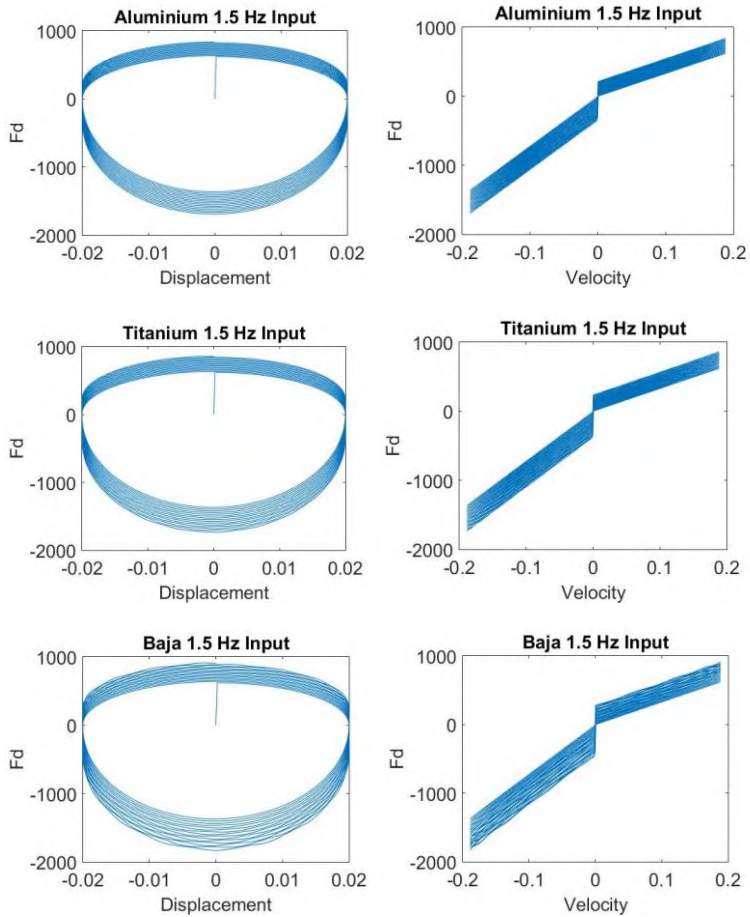 Aluminium 1.5 Hz Input
1000
0
-1000
-2000
Fd
-0.02 -0.01 0 0.01 0.02
Displacement
Aluminium 1.5 Hz Input
1000
0
-1000
-2000
Fd
-0.2 -0.1 0 0.1 0.2
Velocity
Titanium 1.5 Hz Input
1000
0
-1000
-2000
Fd
-0.02 -0.01 0 0.01 0.02
Displacement
Titanium 1.5 Hz Input
1000
0
-1000
-2000
Fd
-0.2 -0.1 0 0.1 0.2
Velocity
Baja 1.5 Hz Input
1000
0
-1000
-2000
Fd
-0.02 -0.01 0 0.01 0.02
Displacement
Baja 1.5 Hz Input
1000
0
-1000
-2000
Fd
-0.2 -0.1 0 0.1 0.2
Velocity